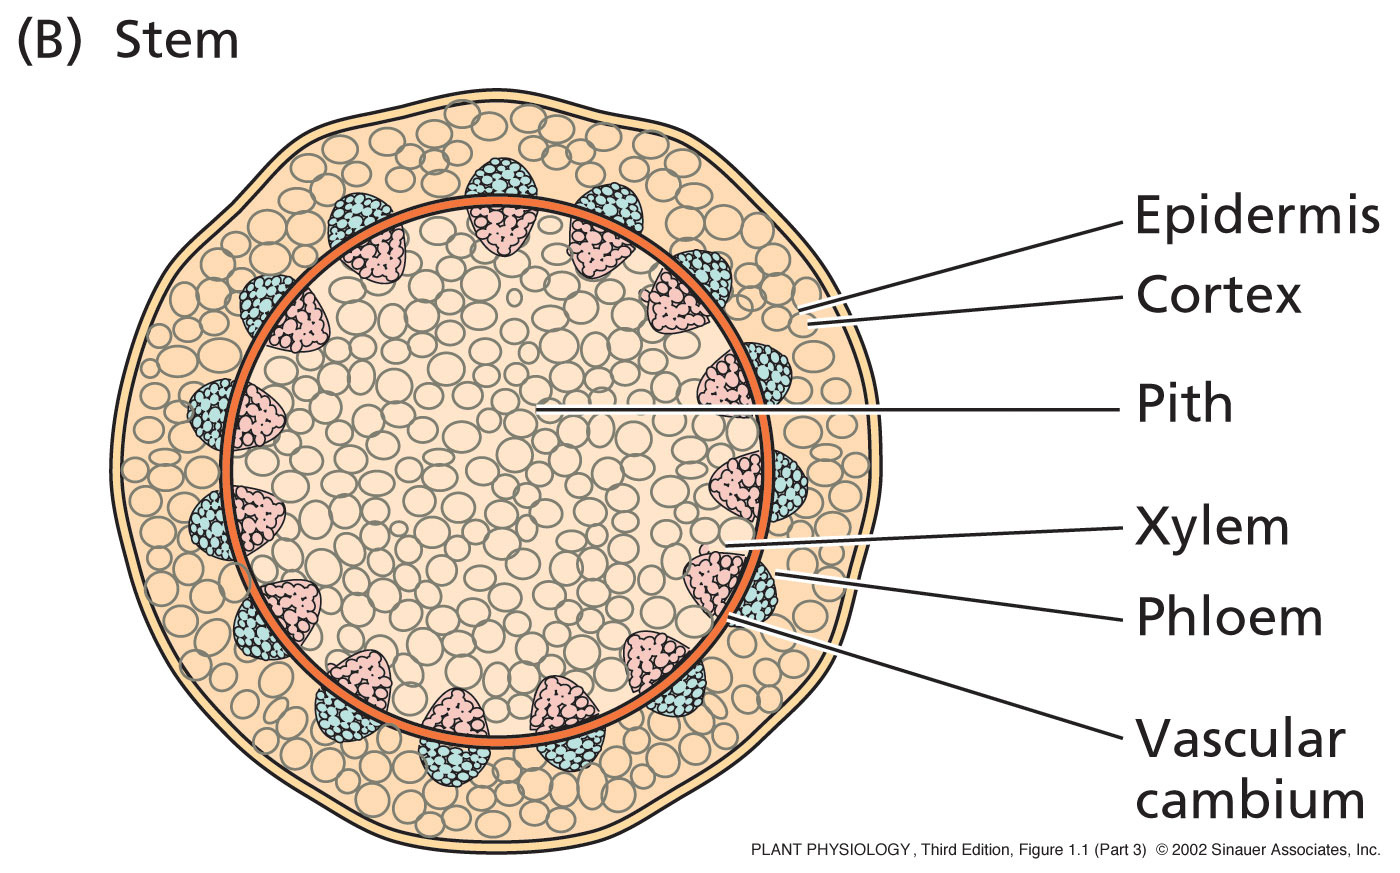 (B) Stem
Epidermis
Cortex
Pith
Xylem
Phloem
Vascular
cambium
PLANT PHYSIOLOGY, Third Edition, Figure 1.1 (Part 3) © 2002 Sinauer Associates, Inc.